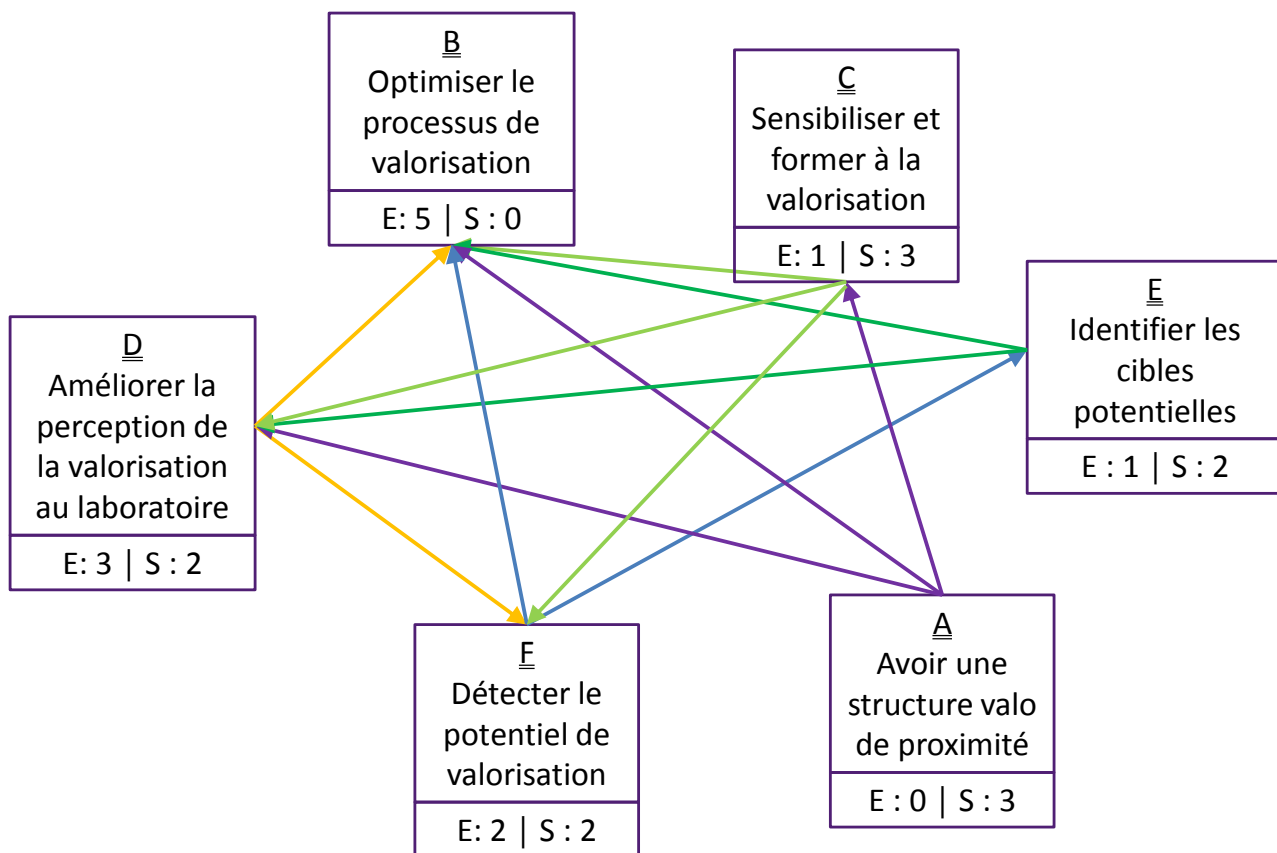 B
Optimiser le
processus de
valorisation
E: 5 | S : 0
C
Sensibiliser et
former à la
valorisation
E: 1 | S : 3
E
Identifier les
cibles
potentielles
E : 1 | S : 2
D
Améliorer la
perception de
la valorisation
au laboratoire
E: 3 | S : 2
F
Détecter le
potentiel de
valorisation
E: 2 | S : 2
A
Avoir une
structure valo
de proximité
E : 0 | S : 3